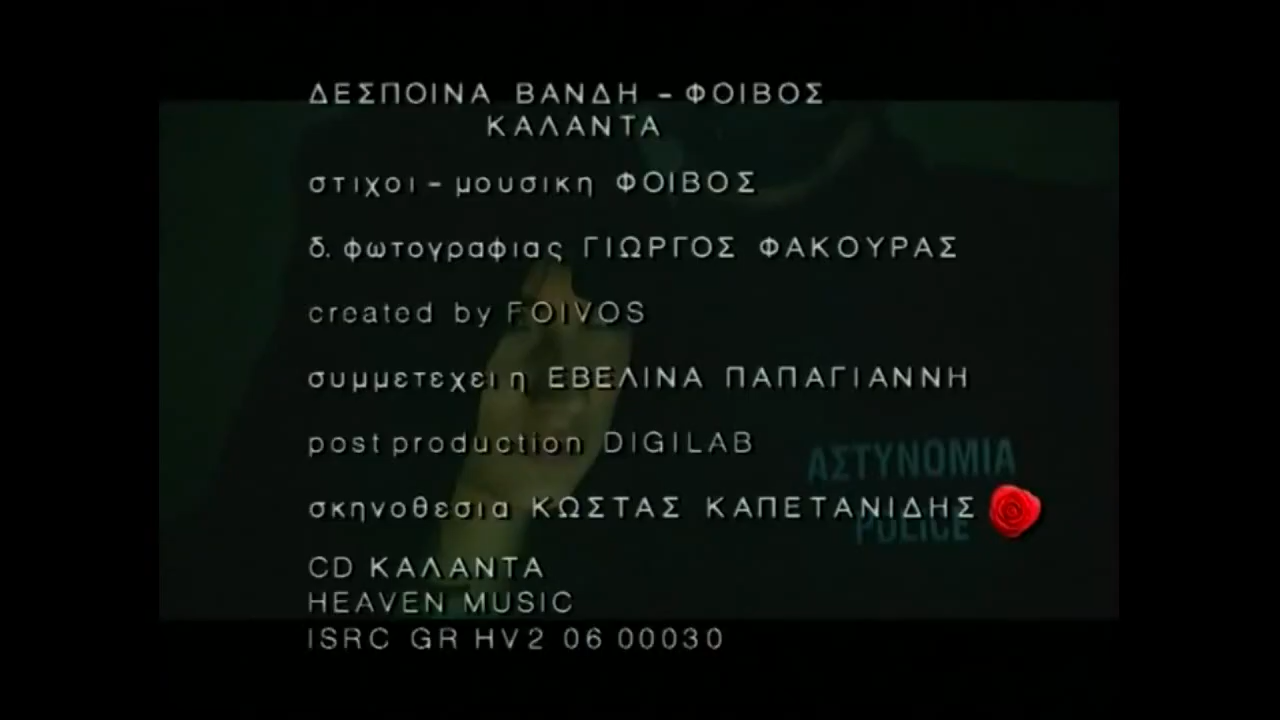 ΔΕΣΠΟΙΝΑ ΒΑΝΔΗ - ΦΟΙΒΟΣ
ΚΑΛΑΝΤΑ
στιχοι - μουσικη ΦΟΙΒΟΣ
δ. φωτογραφιας ΓΙΩΡΓΟΣ ΦΑΚΟΥΡΑΣ
created by FOIVOS
συμμετεχει η ΕΒΕΛΙΝΑ ΠΑΠΑΓΙΑΝΝΗ
post production DIGILAB
ΑΣΤΥΝΟΜΙΑ
σκηνοθεσια ΚΩΣΤΑΣ ΚΑΠΕΤΑΝΙΔΗΣ
POLICE
CD ΚΑΛΑΝΤΑ
HEAVEN MUSIC
ISRC GR HV2 06 00030